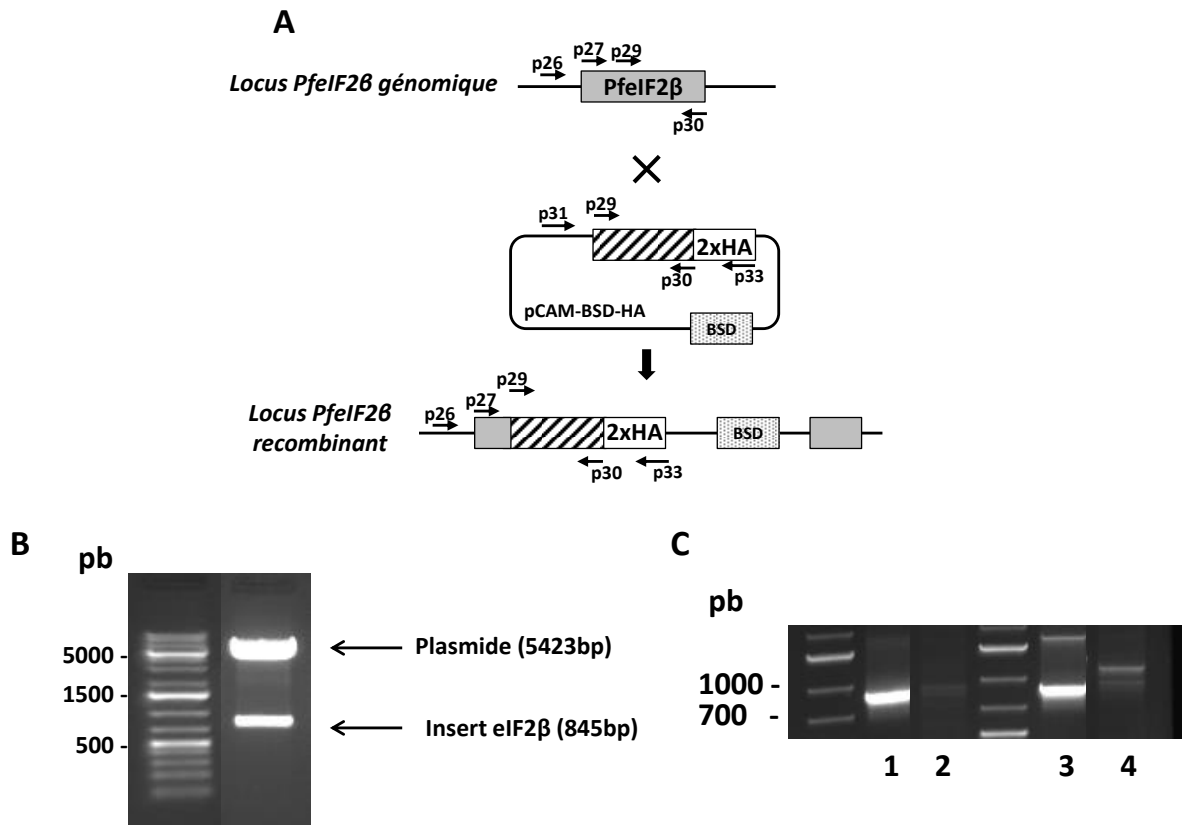 A
p26 p27 p29
Locus PfeIF2β génomique
PfeIF2β
p30
p31 p29
2xHA
p30 p33
pCAM-BSD-HA
BSD
p29
p26 p27
Locus PfeIF2β
recombinant
2xHA
BSD
p30 p33
B
pb
5000 -
1500 -
500 -
Plasmide (5423bp)
Insert eIF2β (845bp)
C
pb
1000 -
700 -
1 2 3 4